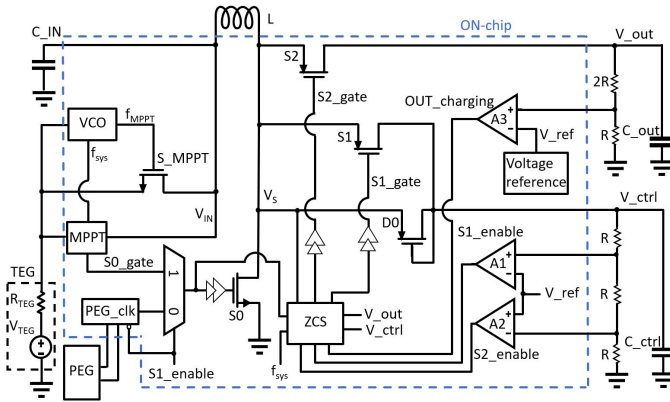 C_IN
L
ON-chip
V_out
S2
2R
VCO
f_MPPT
S2_gate
OUT_charging
A3
+
−
R
C_out
f_sys
S_MPPT
S1
V_ref
Voltage
reference
S1_gate
V_IN
V_S
V_ctrl
MPPT
D0
S1_enable
R
TEG
S0_gate
1
A1
+
−
R_TEG
PEG_clk
0
S0
ZCS
V_out
V_ctrl
V_ref
R
V_TEG
+
−
A2
−
+
C_ctrl
PEG
S1_enable
f_sys
S2_enable
R